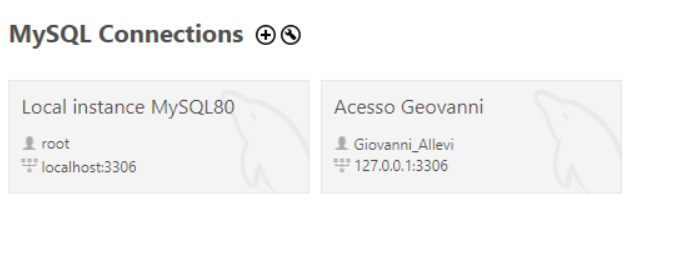 MySQL Connections
Local instance MySQL80
root
localhost:3306
Acesso Geovanni
Giovanni_Allevi
127.0.0.1:3306